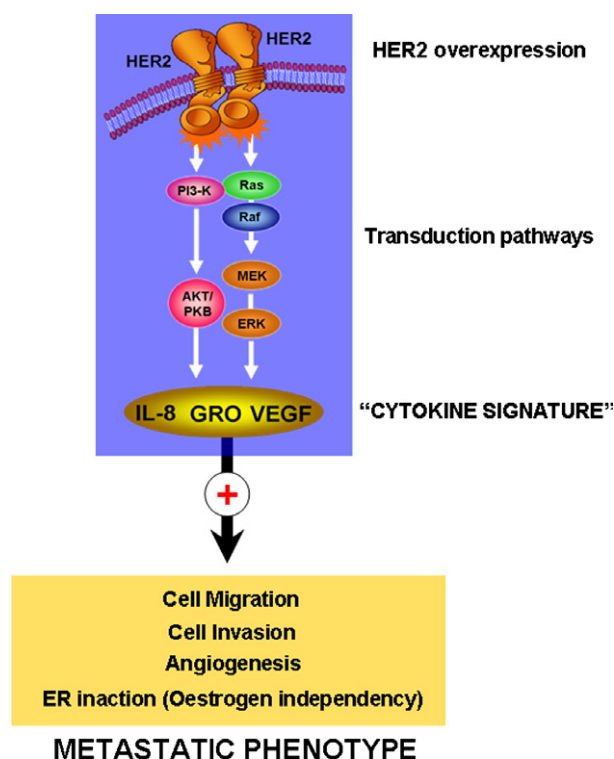 HER2
HER2
HER2 overexpression
PI3-K
Ras
Raf
Transduction pathways
MEK
AKT/
PKB
ERK
IL-8 GRO VEGF
“CYTOKINE SIGNATURE”
+
Cell Migration
Cell Invasion
Angiogenesis
ER inaction (Oestrogen independency)
METASTATIC PHENOTYPE